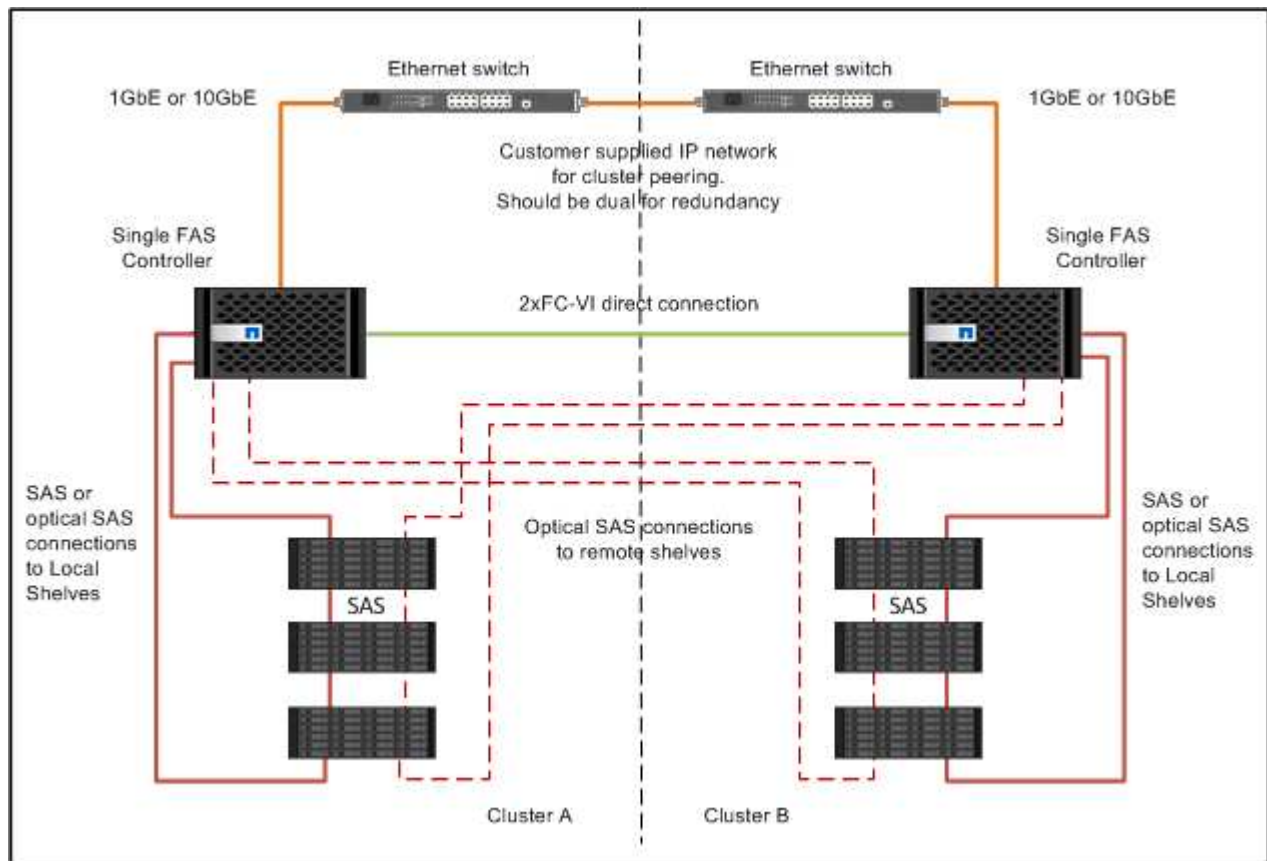 Ethernet switch
Ethernet switch
1GbE or 10GbE
1GbE or 10GbE
Customer supplied IP network
for cluster peering.
Should be dual for redundancy
Single FAS
Controller
Single FAS
Controller
2xFC-VI direct connection
SAS or
optical SAS
connections
to Local
Shelves
Optical SAS connections
to remote shelves
SAS or
optical SAS
connections
to Local
Shelves
SAS
SAS
Cluster A
Cluster B